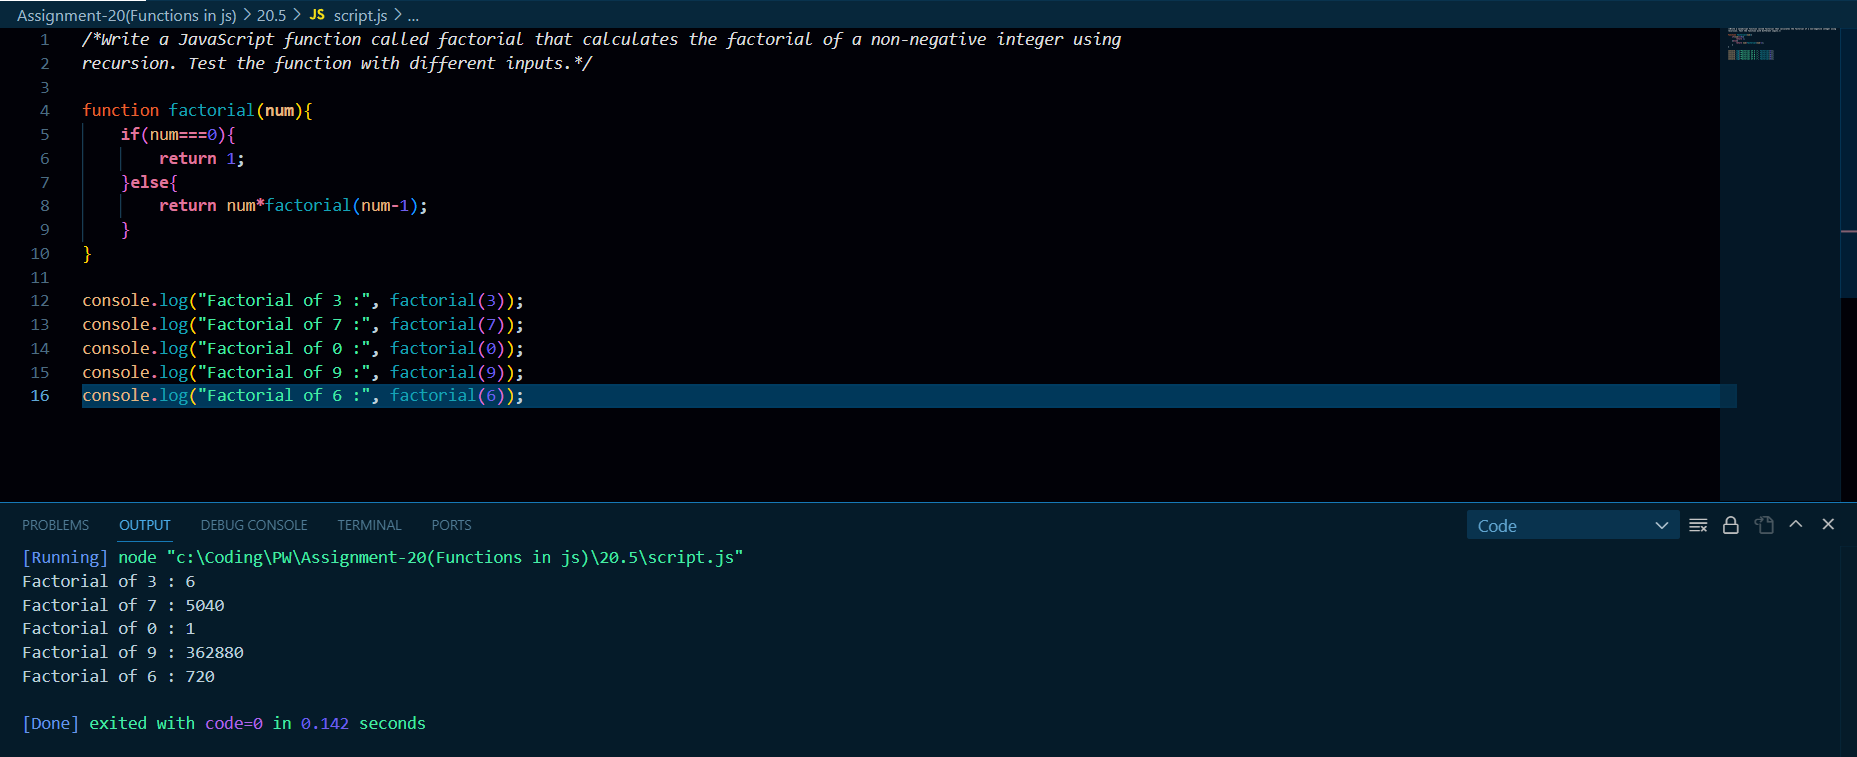 Assignment-20(Functions in js) > 20.5 > JS script.js > ...
1 /*Write a JavaScript function called factorial that calculates the factorial of a non-negative integer using
2 recursion. Test the function with different inputs.*/
3
4 function factorial(num){
5     if(num===0){
6         return 1;
7     }else{
8         return num*factorial(num-1);
9     }
10 }
11
12 console.log("Factorial of 3 :", factorial(3));
13 console.log("Factorial of 7 :", factorial(7));
14 console.log("Factorial of 0 :", factorial(0));
15 console.log("Factorial of 9 :", factorial(9));
16 console.log("Factorial of 6 :", factorial(6));
PROBLEMS OUTPUT DEBUG CONSOLE TERMINAL PORTS Code
[Running] node "c:\Coding\PW\Assignment-20(Functions in js)\20.5\script.js"
Factorial of 3 : 6
Factorial of 7 : 5040
Factorial of 0 : 1
Factorial of 9 : 362880
Factorial of 6 : 720
[Done] exited with code=0 in 0.142 seconds